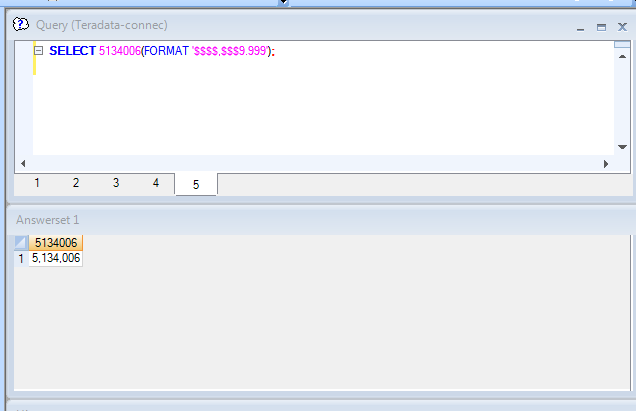 Query (Teradata-connec)
SELECT 5134006(FORMAT '$$$$,$$$9.999');
1 2 3 4 5
Answerset 1
5134006
1 5,134,006